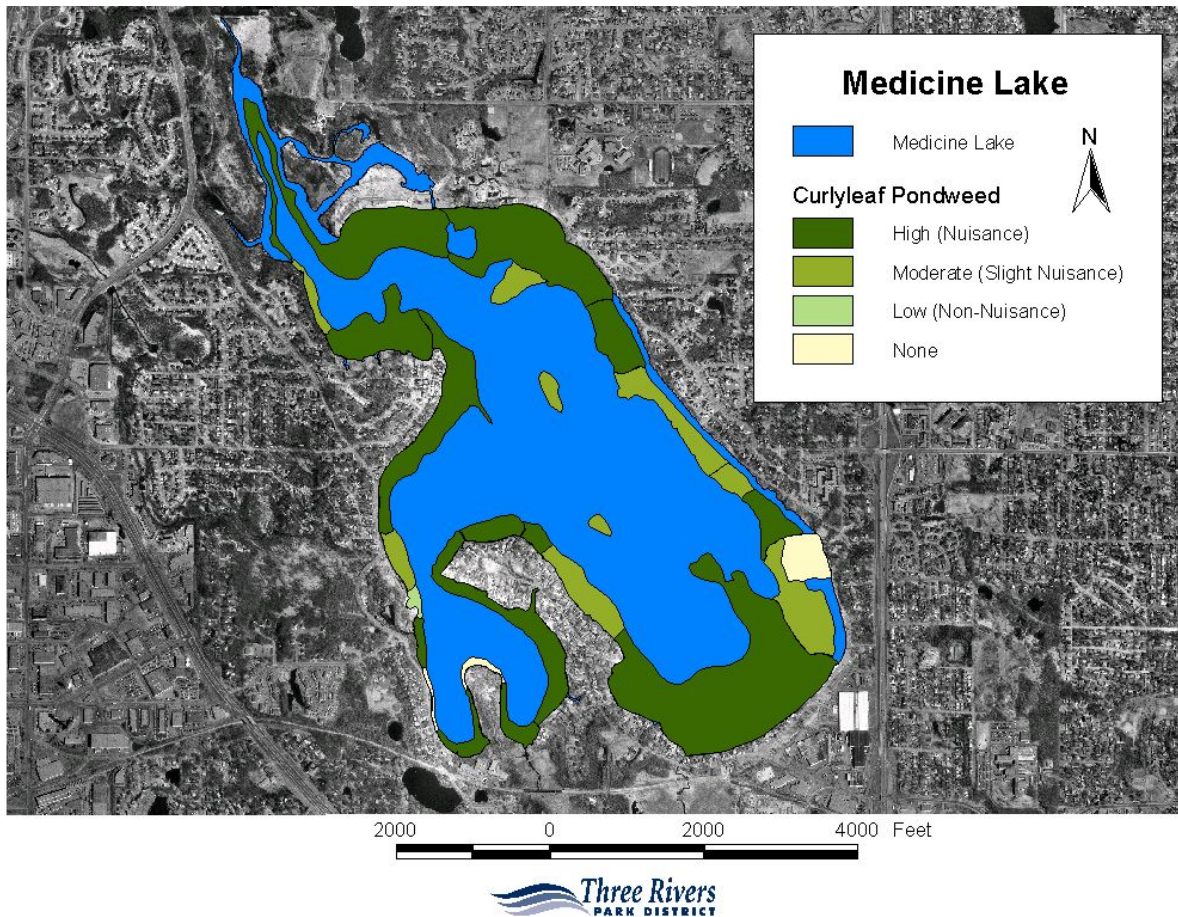 Medicine Lake
Medicine Lake
N
Curlyleaf Pondweed
High (Nuisance)
Moderate (Slight Nuisance)
Low (Non-Nuisance)
None
2000 0 2000 4000 Feet
Three Rivers
PARK DISTRICT